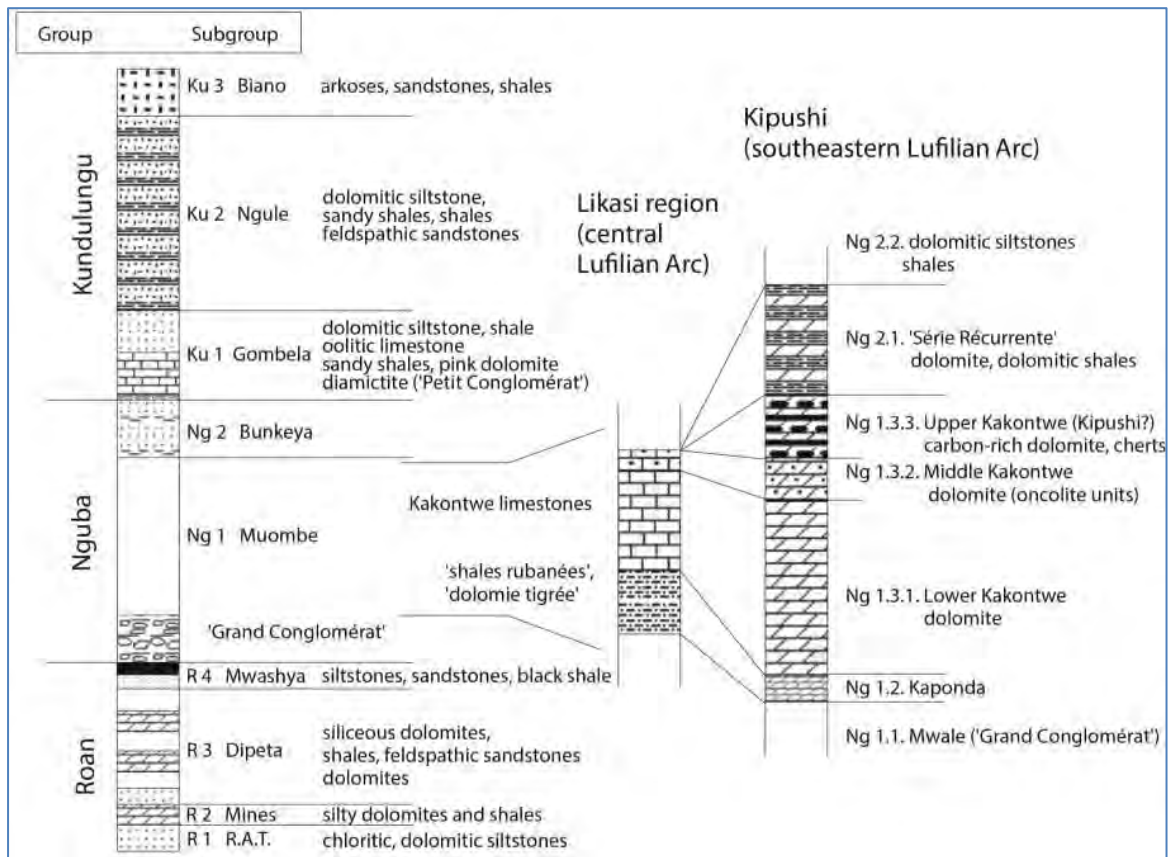 Group Subgroup
Kundulungu
Ku 3 Biano arkoses, sandstones, shales
Ku 2 Ngule dolomitic siltstone,
sandy shales, shales
feldspathic sandstones
Ku 1 Gombela dolomitic siltstone, shale
oolitic limestone
sandy shales, pink dolomite
diamictite ('Petit Conglomérat')
Nguba
Ng 2 Bunkeya
Ng 1 Muombe
'Grand Conglomérat'
Roan
R 4 Mwashya siltstones, sandstones, black shale
R 3 Dipeta siliceous dolomites,
shales, feldspathic sandstones
dolomites
R 2 Mines silty dolomites and shales
R 1 R.A.T. chloritic, dolomitic siltstones
Likasi region
(central
Lufilian Arc)
Kakontwe limestones
'shales rubanées',
'dolomie tigrée'
Kipushi
(southeastern Lufilian Arc)
Ng 2.2. dolomitic siltstones
shales
Ng 2.1. 'Série Récurrente'
dolomite, dolomitic shales
Ng 1.3.3. Upper Kakontwe (Kipushi?)
carbon-rich dolomite, cherts
Ng 1.3.2. Middle Kakontwe
dolomite (oncolite units)
Ng 1.3.1. Lower Kakontwe
dolomite
Ng 1.2. Kaponda
Ng 1.1. Mwale ('Grand Conglomérat')